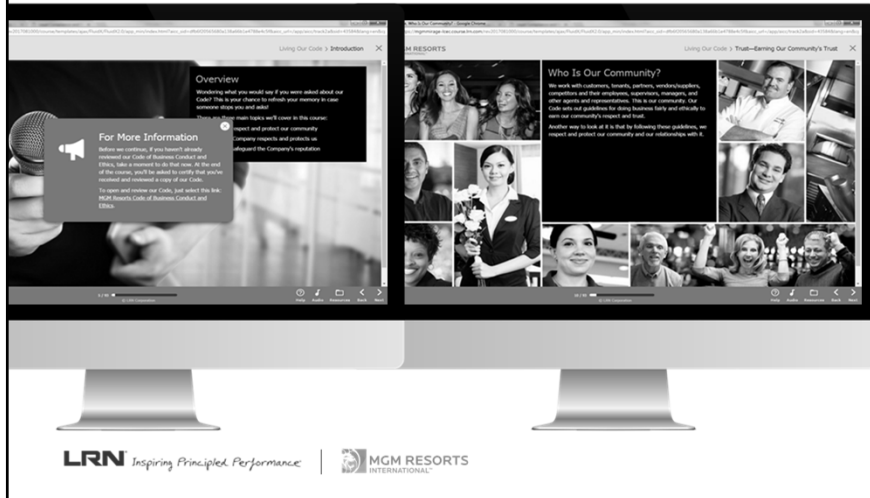 Who Is Our Community? - Google Chrome
Living Our Code > Introduction
Overview
Wondering what you would say if you were asked about our
Code? This is your chance to refresh your memory in case
someone stops you and asks!
There are three main topics we'll cover in this course:
espect and protect our community
Company respects and protects us
afeguard the Company's reputation
For More Information
Before we continue, if you haven't already
reviewed our Code of Business Conduct and
Ethics, take a moment to do that now. At the end
of the course, you'll be asked to certify that you've
received and reviewed a copy of our Code.
To open and review our Code, just select this link:
MGM Resorts Code of Business Conduct and
Ethics.
© LRN Corporation
Help Audio Resources Back Next
GM RESORTS
Living Our Code > Trust—Earning Our Community's Trust
Who Is Our Community?
We work with customers, tenants, partners, vendors/suppliers,
competitors and their employees, supervisors, managers, and
other agents and representatives. This is our community. Our
Code sets out guidelines for doing business fairly and ethically to
earn our community's respect and trust.
Another way to look at it is that by following these guidelines, we
respect and protect our community and our relationships with it.
© LRN Corporation
Help Audio Resources Back Next
LRN Inspiring Principled Performance
MGM RESORTS
INTERNATIONAL